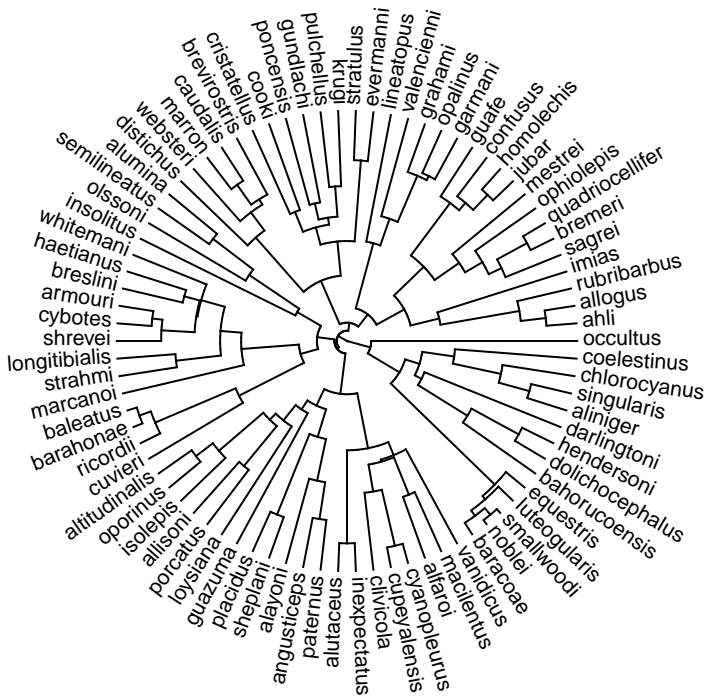 occultus
ahli
allogus
rubribarbus
imias
sagrei
bremeri
quadriocellifer
ophiolepis
mestrei
jubar
homolechis
confusus
guafe
garmani
opalinus
grahami
valencienni
lineatopus
evermanni
stratulus
krugi
pulchellus
gundlachi
poncensis
cooki
cristatellus
brevirostris
caudalis
marron
websteri
distichus
alumina
semilineatus
olssoni
insolitus
whitemani
haetianus
breslini
armouri
cybotes
shrevei
longitibialis
strahmi
marcanoi
baleatus
barahonae
ricordii
cuvieri
altitudinalis
oporinus
isolepis
allisoni
porcatus
loysiana
guazuma
placidus
sheplani
alayoni
angusticeps
paternus
alutaceus
inexpectatus
clivicola
cupeyalensis
cyanopleurus
alfaroi
macilentus
vanidicus
baracoae
noblei
smallwoodi
luteogularis
equestris
bahorucoensis
dolichocephalus
hendersoni
darlingtoni
aliniger
singularis
chlorocyanus
coelestinus